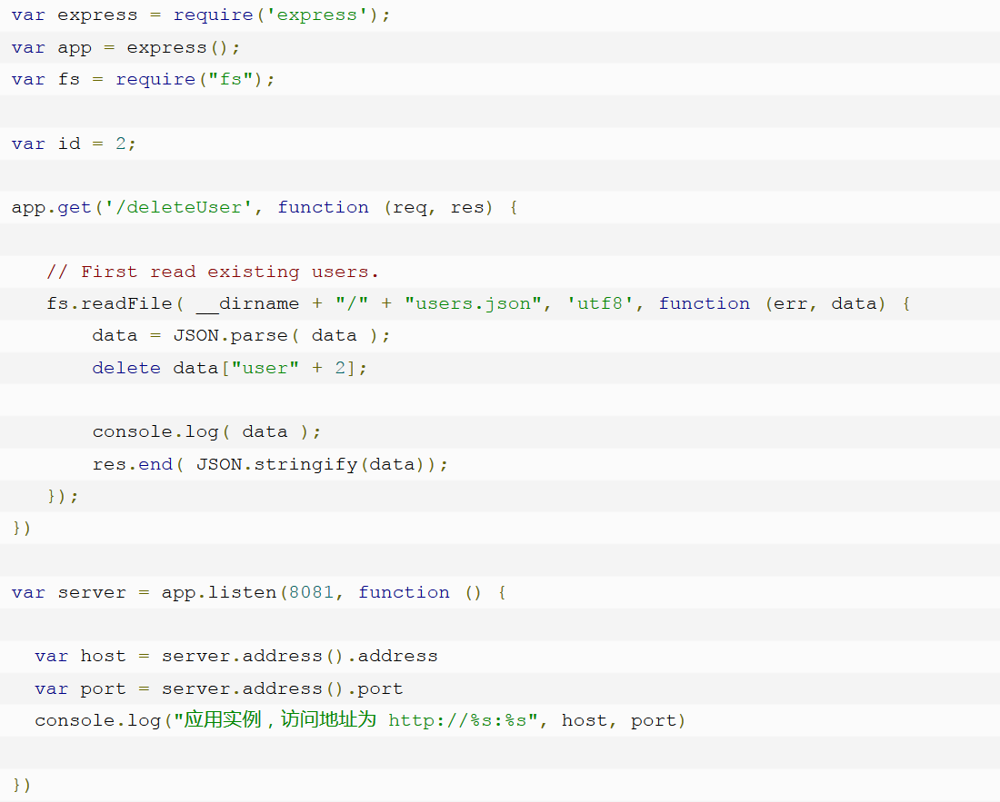 var express = require('express');
var app = express();
var fs = require("fs");
var id = 2;
app.get('/deleteUser', function (req, res) {
// First read existing users.
fs.readFile( __dirname + "/" + "users.json", 'utf8', function (err, data) {
data = JSON.parse( data );
delete data["user" + 2];
console.log( data );
res.end( JSON.stringify(data));
});
})
var server = app.listen(8081, function () {
var host = server.address().address
var port = server.address().port
console.log("应用实例，访问地址为 http://%s:%s", host, port)
})